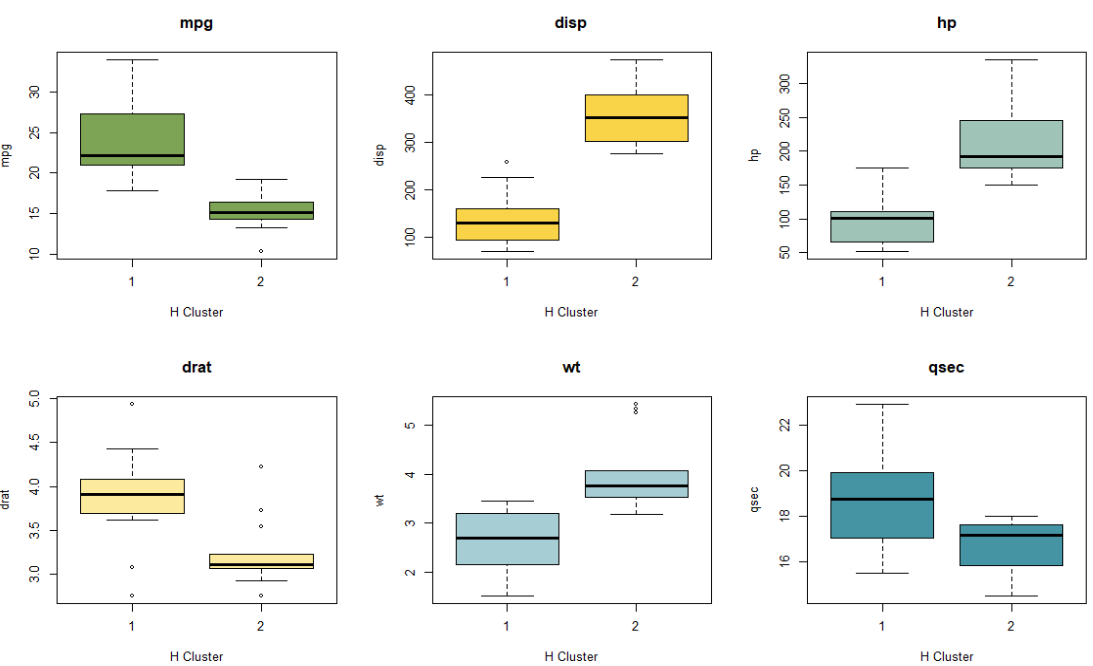 mpg
mpg
10 15 20 25 30
1 2
H Cluster
disp
disp
100 200 300 400
1 2
H Cluster
hp
hp
50 100 150 200 250 300
1 2
H Cluster
drat
drat
3.0 3.5 4.0 4.5 5.0
1 2
H Cluster
wt
wt
2 3 4 5
1 2
H Cluster
qsec
qsec
16 18 20 22
1 2
H Cluster